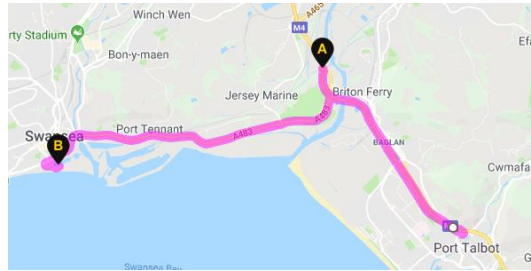 Winch Wen
A465
Efa
M4
rty Stadium
Bon-y-maen
A
Jersey Marine
Briton Ferry
Port Tennant
A483
A483
Swansea
B
BAGLAN
Cwmafa
Port Talbot
Swansea Bay